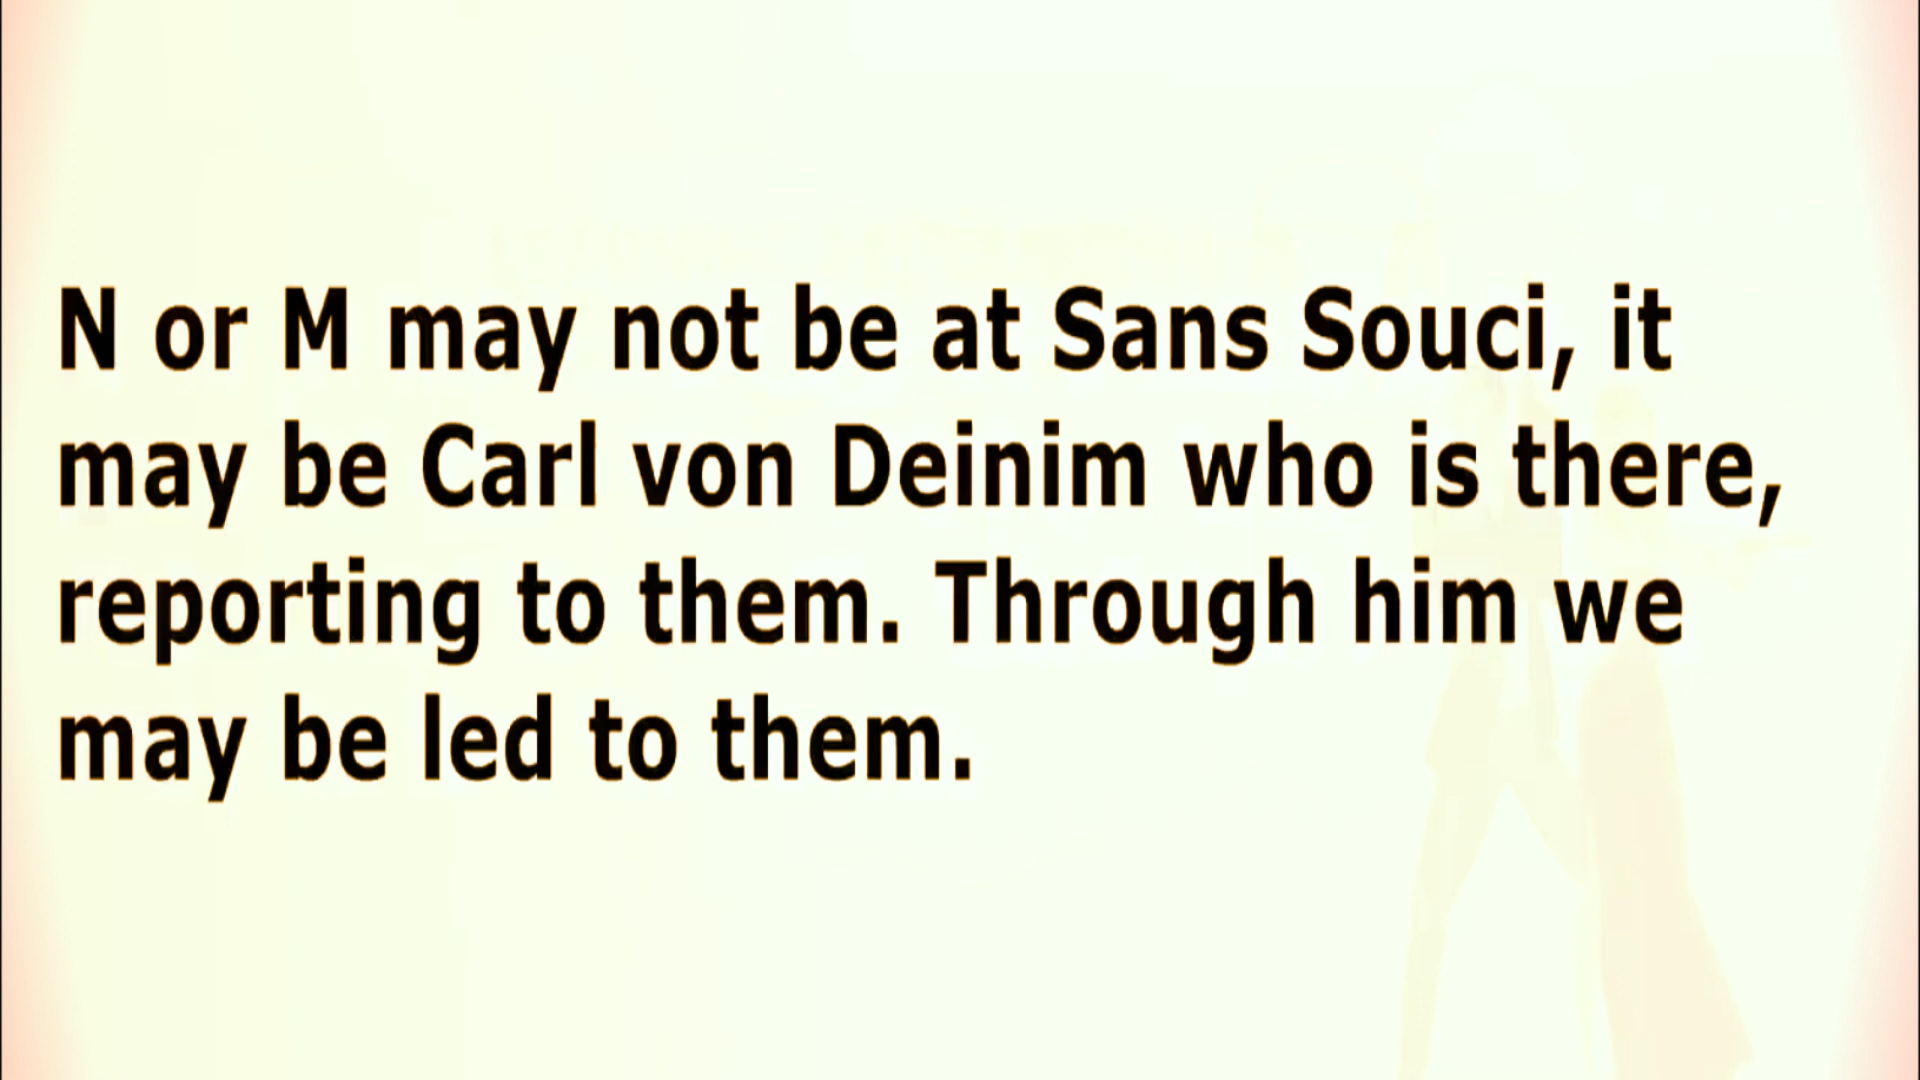 N or M may not be at Sans Souci, it
may be Carl von Deinim who is there,
reporting to them. Through him we
may be led to them.